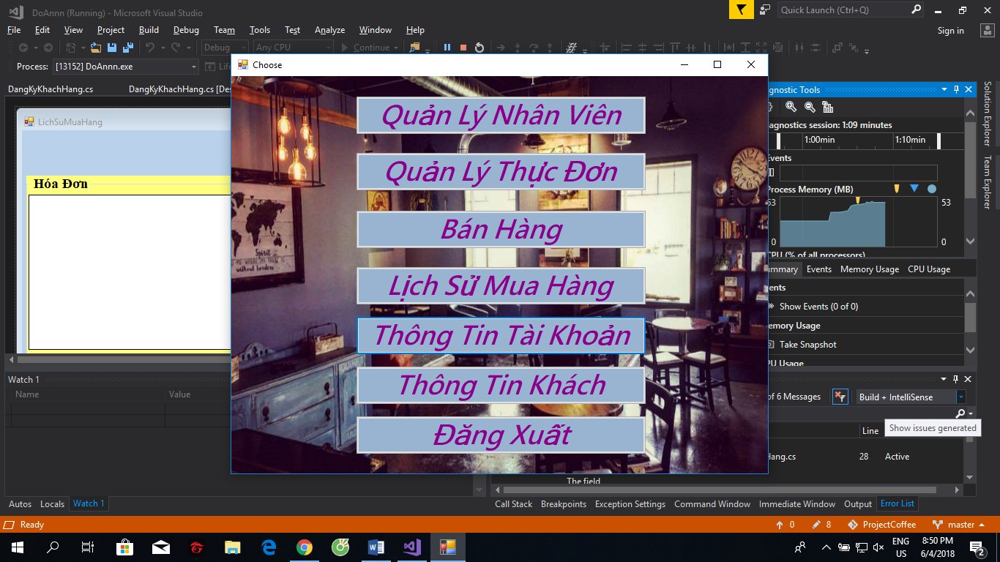 DoAnnn (Running) - Microsoft Visual Studio
Quick Launch (Ctrl+Q)
File Edit View Project Build Debug Team Tools Test Analyze Window Help
Sign in
Debug Any CPU Continue
Process: [13152] DoAnnn.exe
DangKyKhachHang.cs DangKyKhachHang.cs [Des
LichSuMuaHang
Hóa Đơn
Choose
Quản Lý Nhân Viên
Quản Lý Thực Đơn
Bán Hàng
Lịch Sử Mua Hàng
Thông Tin Tài Khoản
Thông Tin Khách
Đăng Xuất
Spirit
without borders
gnostic Tools
iagnostics session: 1:09 minutes
1:00min 1:10min
Events
Process Memory (MB)
53 53
0 0
CPU (% of all processors)
ummary Events Memory Usage CPU Usage
ents
Show Events (0 of 0)
emory Usage
Take Snapshot
PU Usage
Solution Explorer
Team Explorer
Watch 1
Name Value
of 6 Messages Build + IntelliSense
Show issues generated
Line
Hang.cs 28 Active
The field
Autos Locals Watch 1
Call Stack Breakpoints Exception Settings Command Window Immediate Window Output Error List
Ready
0 8 ProjectCoffee master
ENG
US
8:50 PM
6/4/2018
2